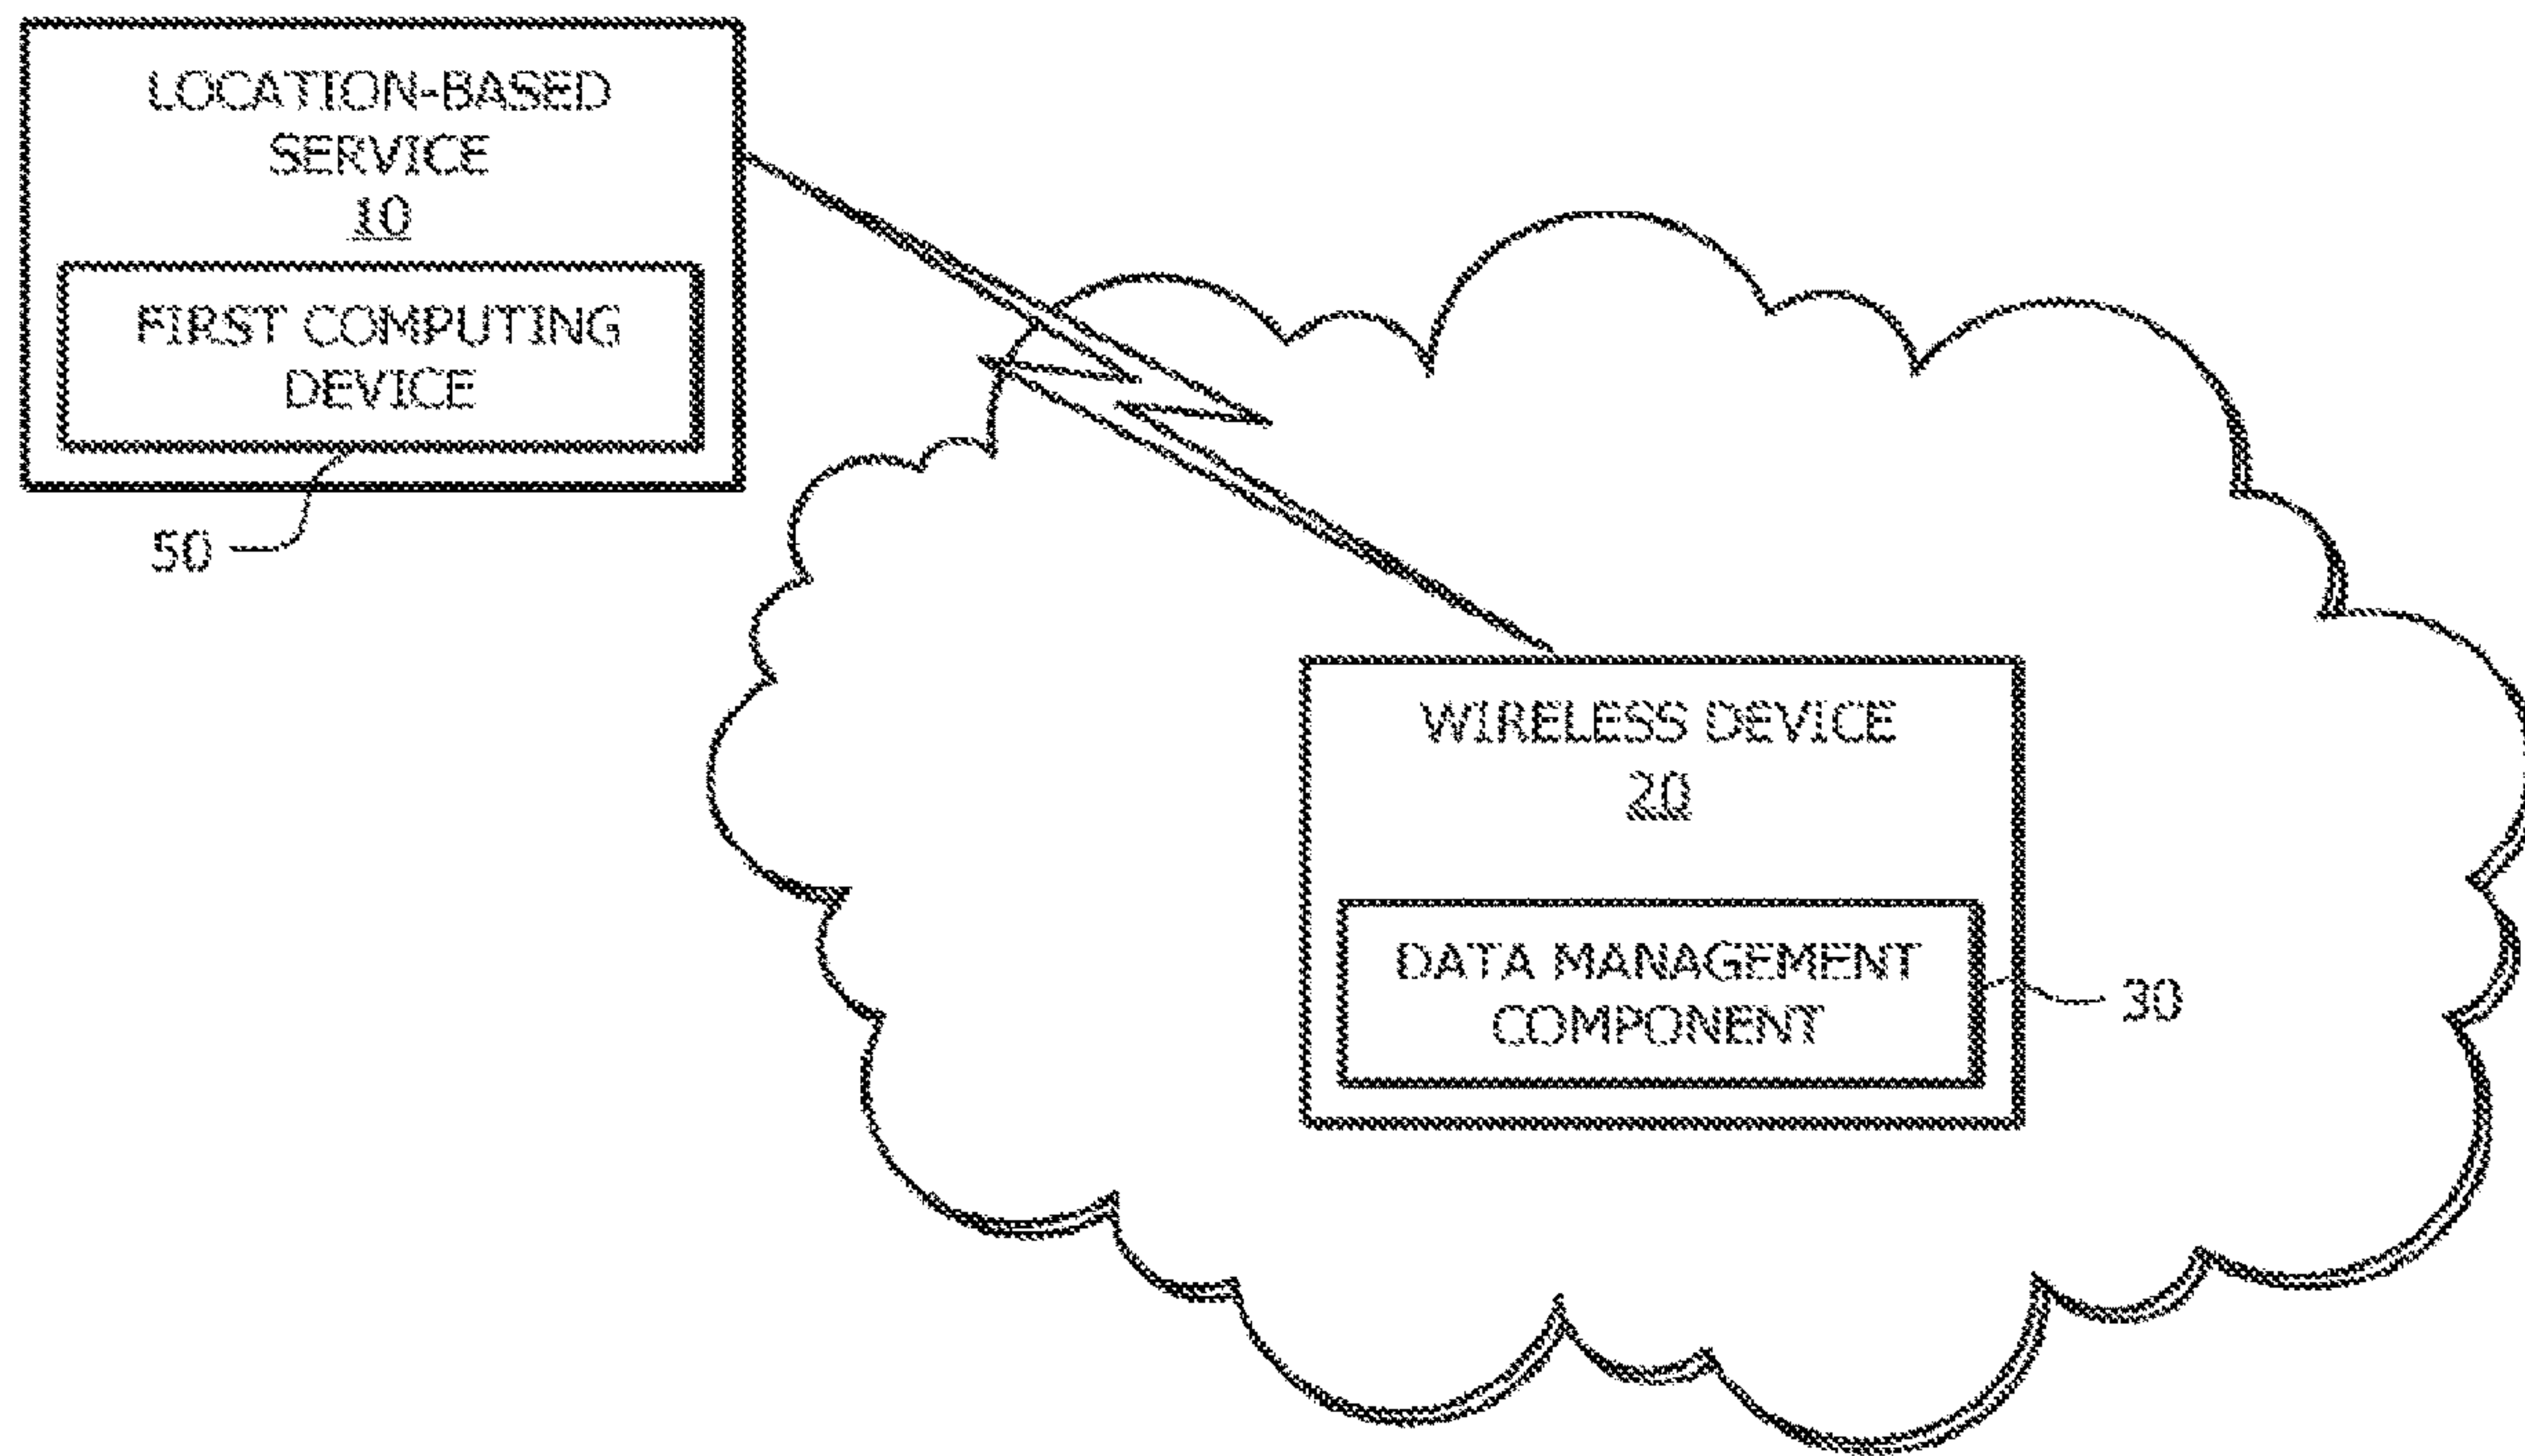 LOCATION-BASED
SERVICE
10
FIRST COMPUTING
DEVICE
50
WIRELESS DEVICE
20
DATA MANAGEMENT
COMPONENT
30